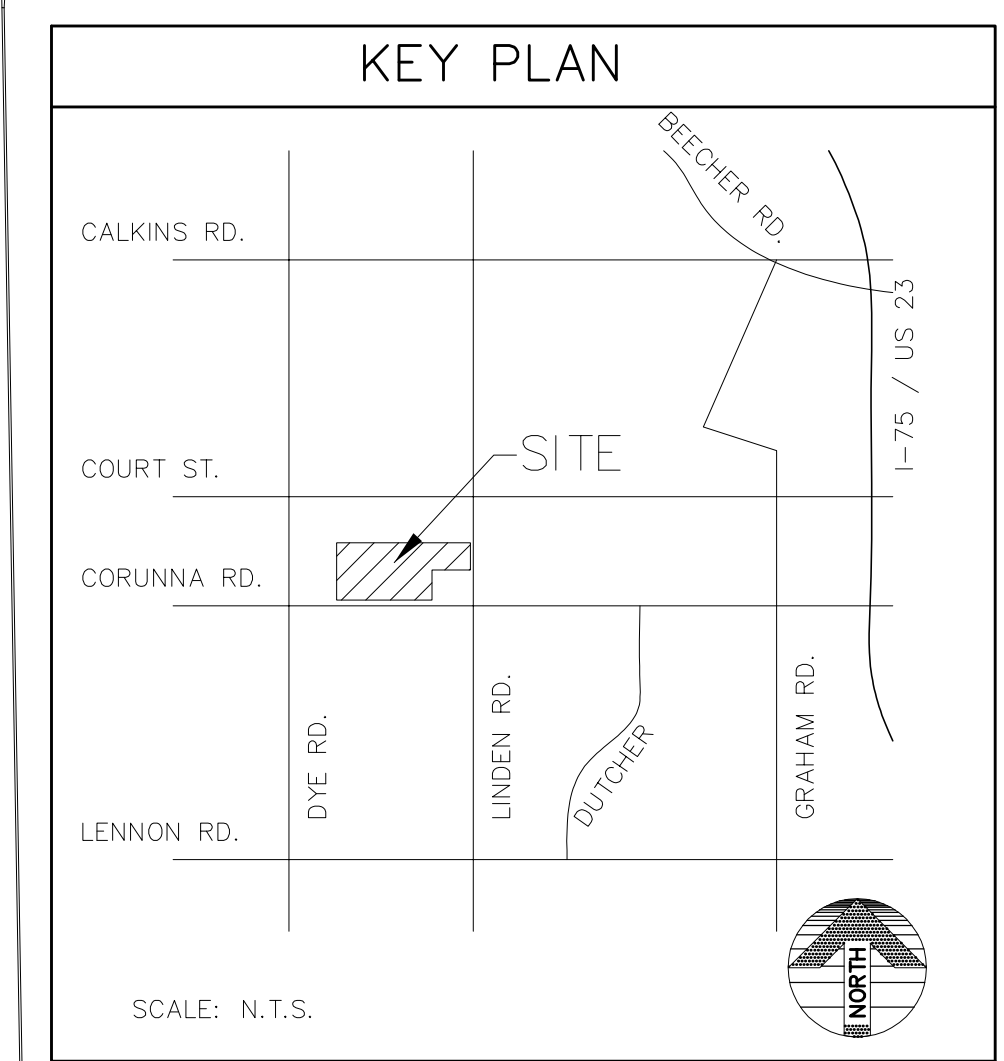 KEY PLAN
BEECHER RD.
CALKINS RD.
I-75 / US 23
COURT ST.
SITE
CORUNNA RD.
DYE RD.
LINDEN RD.
DUTCHER
GRAHAM RD.
LENNON RD.
NORTH
SCALE: N.T.S.